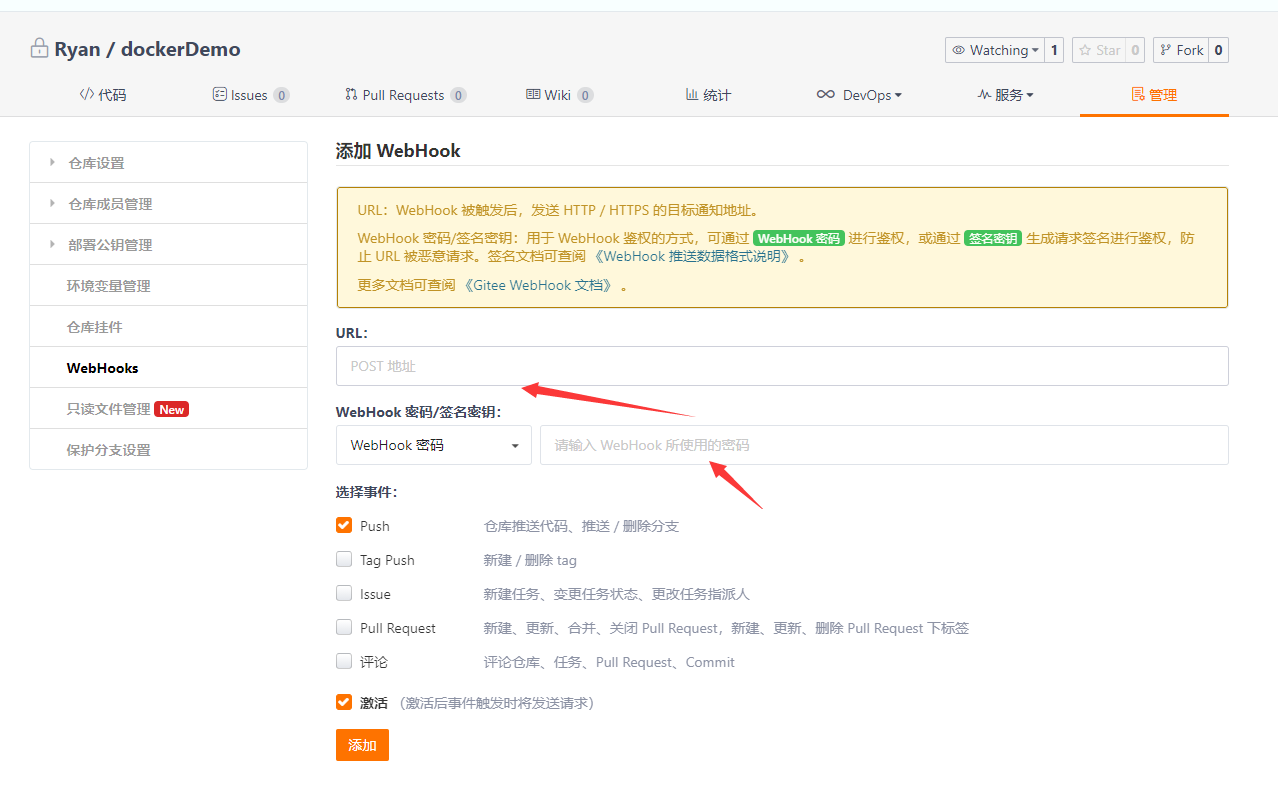 Ryan / dockerDemo
Watching 1 Star 0 Fork 0
代码 Issues 0 Pull Requests 0 Wiki 0 统计 DevOps 服务 管理
仓库设置
仓库成员管理
部署公钥管理
环境变量管理
仓库挂件
WebHooks
只读文件管理 New
保护分支设置
添加 WebHook
URL：WebHook 被触发后，发送 HTTP / HTTPS 的目标通知地址。
WebHook 密码/签名密钥：用于 WebHook 鉴权的方式，可通过 WebHook 密码 进行鉴权，或通过 签名密钥 生成请求签名进行鉴权，防
止 URL 被恶意请求。签名文档可查阅 《WebHook 推送数据格式说明》 。
更多文档可查阅 《Gitee WebHook 文档》 。
URL：
POST 地址
WebHook 密码/签名密钥：
WebHook 密码 请输入 WebHook 所使用的密码
选择事件：
Push 仓库推送代码、推送 / 删除分支
Tag Push 新建 / 删除 tag
Issue 新建任务、变更任务状态、更改任务指派人
Pull Request 新建、更新、合并、关闭 Pull Request，新建、更新、删除 Pull Request 下标签
评论 评论仓库、任务、Pull Request、Commit
激活 （激活后事件触发时将发送请求）
添加